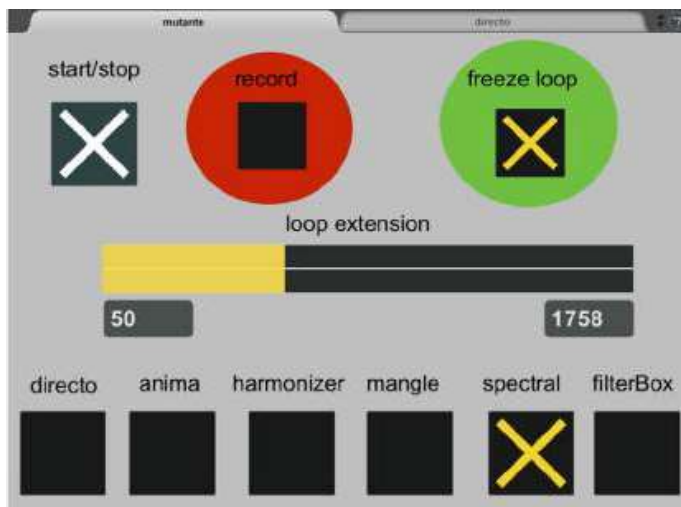 mutante directo
start/stop record freeze loop
loop extension
50 1758
directo anima harmonizer mangle spectral filterBox